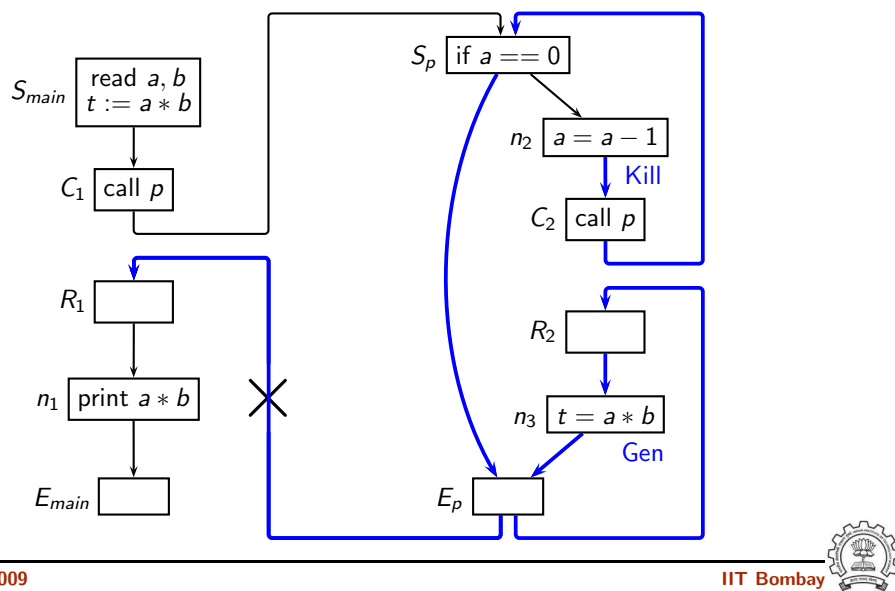 S_main
read a, b
t := a ∗ b
C_1 call p
R_1
n_1 print a ∗ b
E_main
S_p if a == 0
n_2 a = a − 1
Kill
C_2 call p
R_2
n_3 t = a ∗ b
Gen
E_p
009
IIT Bombay